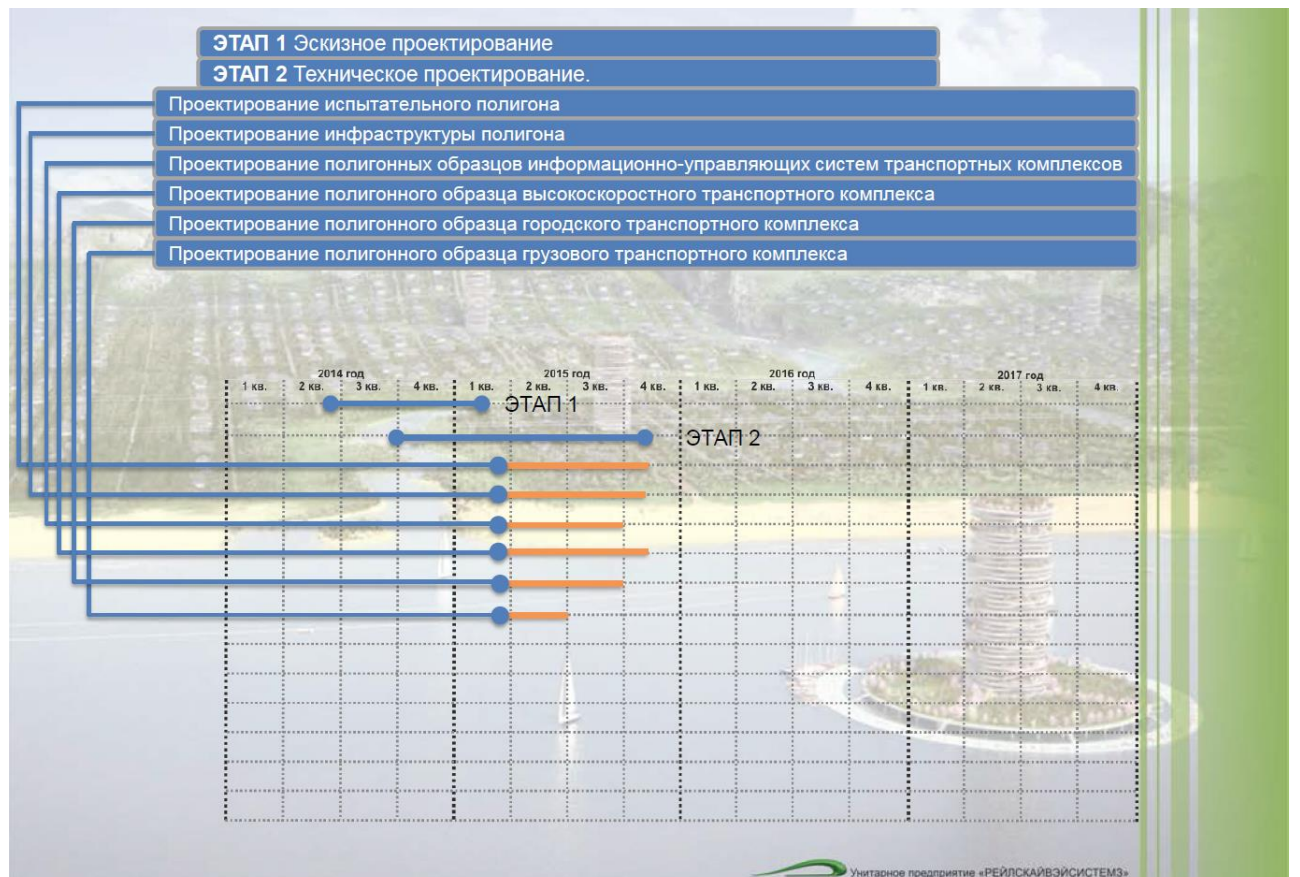 ЭТАП 1 Эскизное проектирование
ЭТАП 2 Техническое проектирование.
Проектирование испытательного полигона
Проектирование инфраструктуры полигона
Проектирование полигонных образцов информационно-управляющих систем транспортных комплексов
Проектирование полигонного образца высокоскоростного транспортного комплекса
Проектирование полигонного образца городского транспортного комплекса
Проектирование полигонного образца грузового транспортного комплекса
2014 год 2015 год 2016 год 2017 год
1 кв. 2 кв. 3 кв. 4 кв. 1 кв. 2 кв. 3 кв. 4 кв. 1 кв. 2 кв. 3 кв. 4 кв. 1 кв. 2 кв. 3 кв. 4 кв.
ЭТАП 1
ЭТАП 2
Унитарное предприятие «РЕЙЛСКАЙВЭЙСИСТЕМЗ»